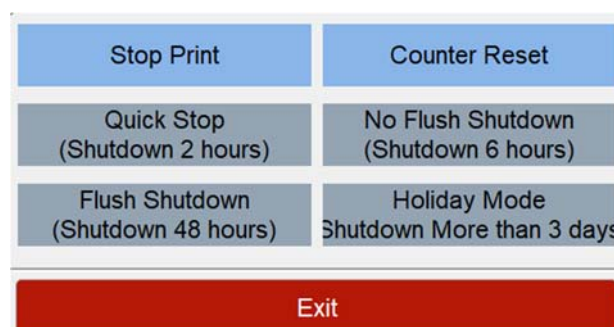 Stop Print
Counter Reset
Quick Stop
(Shutdown 2 hours)
No Flush Shutdown
(Shutdown 6 hours)
Flush Shutdown
(Shutdown 48 hours)
Holiday Mode
Shutdown More than 3 days
Exit